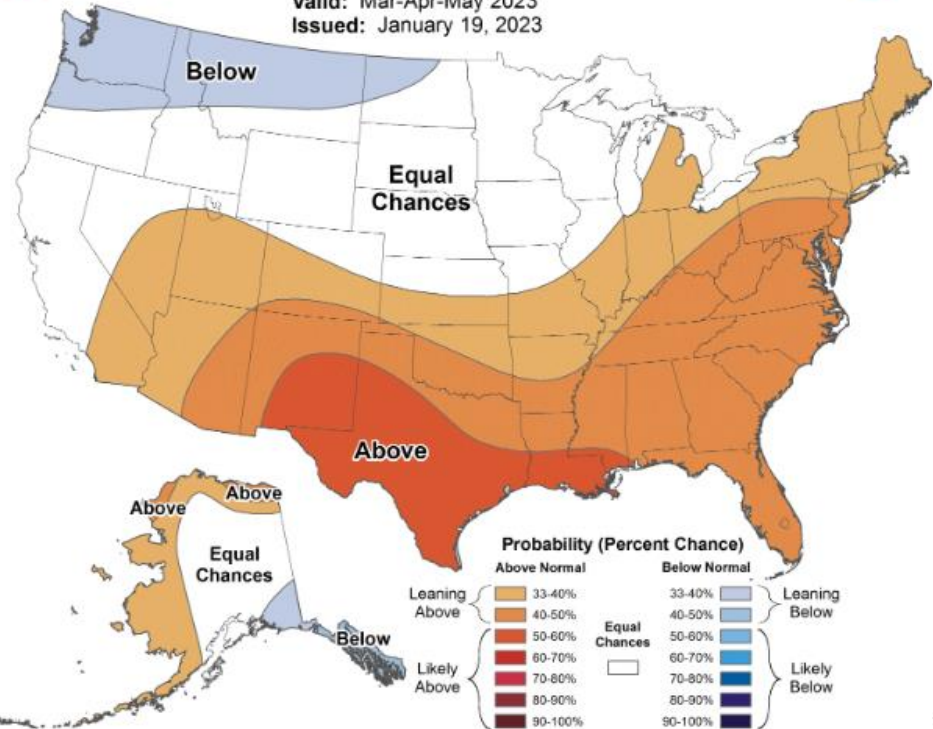 Valid: Mar-Apr-May 2023
Issued: January 19, 2023
Below
Equal
Chances
Above
Above
Above
Equal
Chances
Below
Probability (Percent Chance)
Above Normal
Below Normal
Leaning
Above
33-40%
40-50%
50-60%
60-70%
70-80%
80-90%
90-100%
Likely
Above
Equal
Chances
33-40%
40-50%
50-60%
60-70%
70-80%
80-90%
90-100%
Leaning
Below
Likely
Below